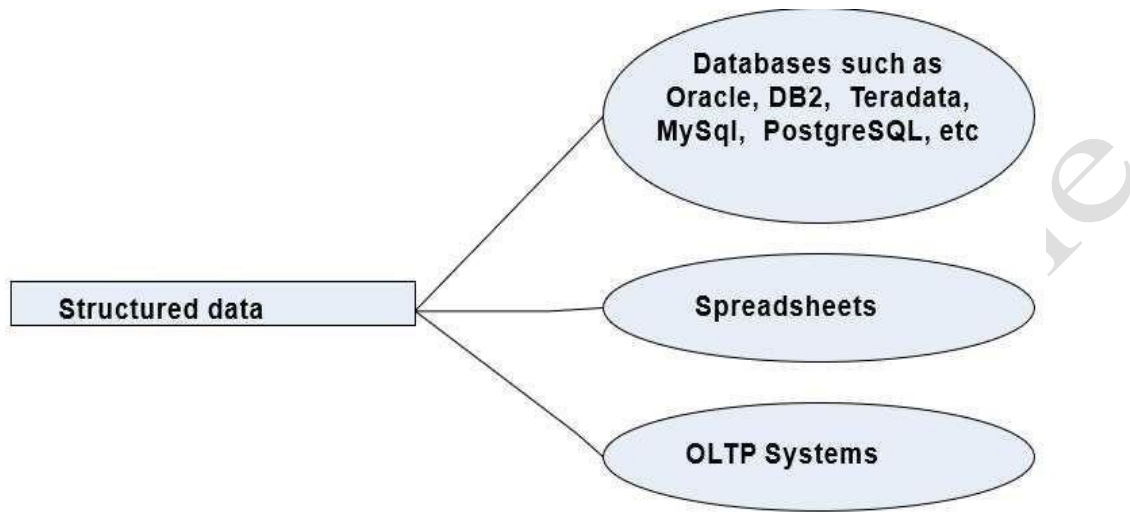 Databases such as
Oracle, DB2, Teradata,
MySql, PostgreSQL, etc
Structured data
Spreadsheets
OLTP Systems